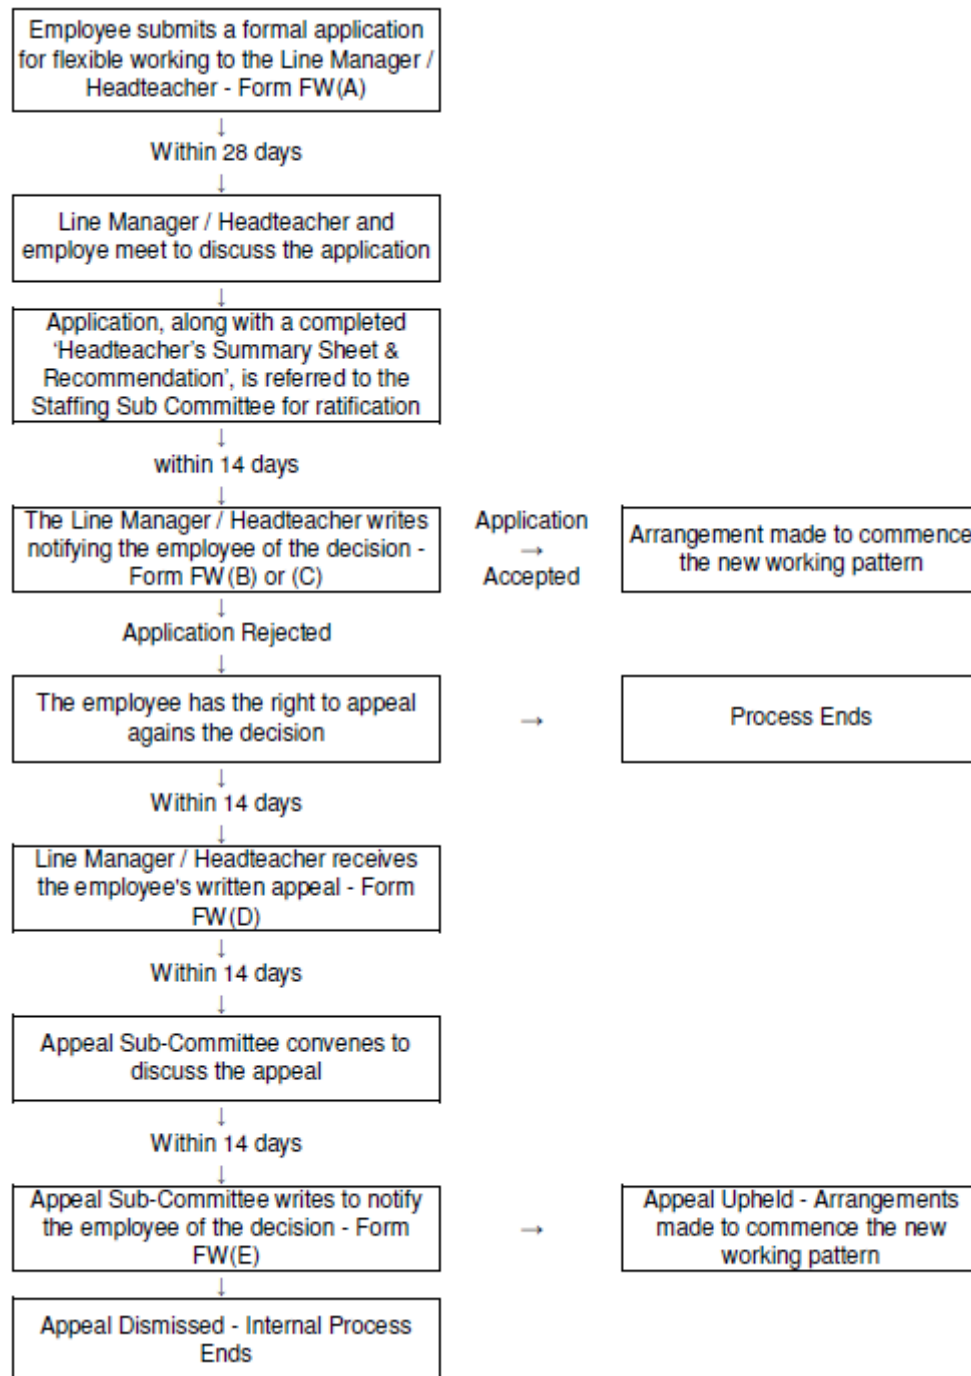 Employee submits a formal application
for flexible working to the Line Manager /
Headteacher - Form FW(A)
↓
Within 28 days
↓
Line Manager / Headteacher and
employe meet to discuss the application
↓
Application, along with a completed
‘Headteacher’s Summary Sheet &
Recommendation’, is referred to the
Staffing Sub Committee for ratification
↓
within 14 days
↓
The Line Manager / Headteacher writes
notifying the employee of the decision -
Form FW(B) or (C)
Application
→
Accepted
Arrangement made to commence
the new working pattern
↓
Application Rejected
↓
The employee has the right to appeal
agains the decision
→
Process Ends
↓
Within 14 days
↓
Line Manager / Headteacher receives
the employee's written appeal - Form
FW(D)
↓
Within 14 days
↓
Appeal Sub-Committee convenes to
discuss the appeal
↓
Within 14 days
↓
Appeal Sub-Committee writes to notify
the employee of the decision - Form
FW(E)
→
Appeal Upheld - Arrangements
made to commence the new
working pattern
↓
Appeal Dismissed - Internal Process
Ends